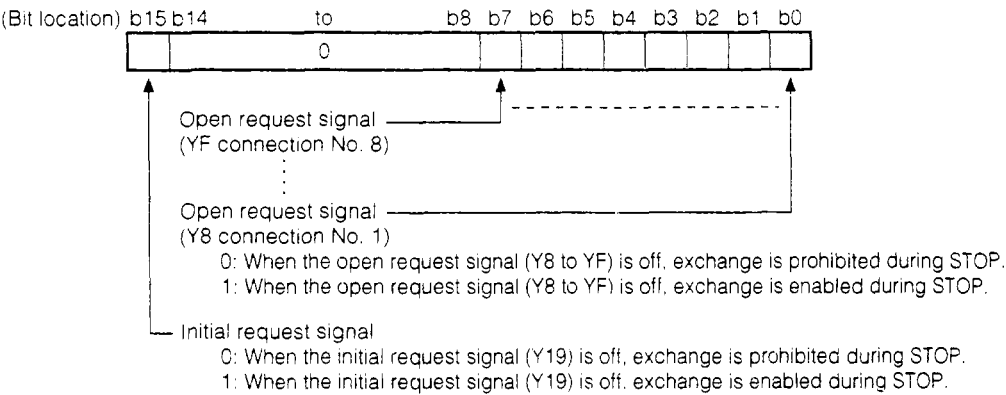 (Bit location) b15 b14 to b8 b7 b6 b5 b4 b3 b2 b1 b0
0
Open request signal
(YF connection No. 8)
Open request signal
(Y8 connection No. 1)
0: When the open request signal (Y8 to YF) is off, exchange is prohibited during STOP.
1: When the open request signal (Y8 to YF) is off, exchange is enabled during STOP.
Initial request signal
0: When the initial request signal (Y19) is off, exchange is prohibited during STOP.
1: When the initial request signal (Y19) is off, exchange is enabled during STOP.